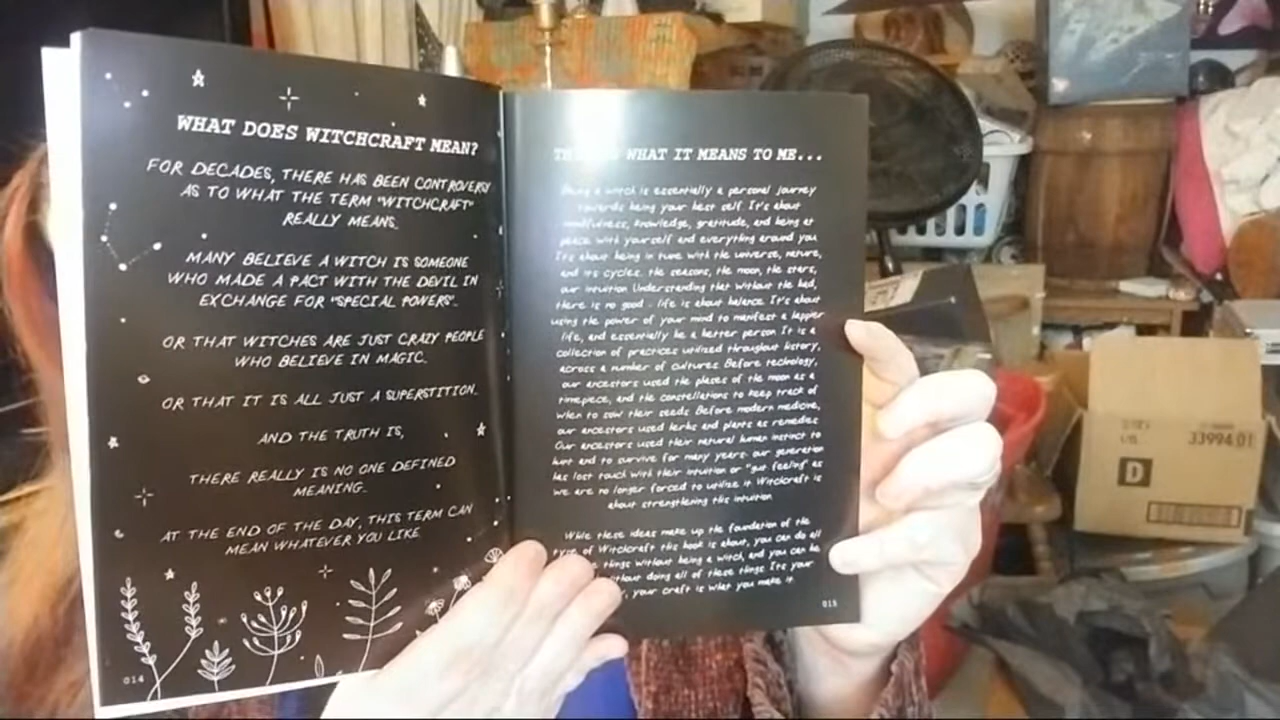 WHAT DOES WITCHCRAFT MEAN?
FOR DECADES, THERE HAS BEEN CONTROVERSY
AS TO WHAT THE TERM "WITCHCRAFT"
REALLY MEANS.
MANY BELIEVE A WITCH IS SOMEONE
WHO MADE A PACT WITH THE DEVIL IN
EXCHANGE FOR "SPECIAL POWERS".
OR THAT WITCHES ARE JUST CRAZY PEOPLE
WHO BELIEVE IN MAGIC.
OR THAT IT IS ALL JUST A SUPERSTITION.
AND THE TRUTH IS,
THERE REALLY IS NO ONE DEFINED
MEANING.
AT THE END OF THE DAY, THIS TERM CAN
MEAN WHATEVER YOU LIKE.
014
WHAT IT MEANS TO ME...
Being a witch is essentially a personal journey
towards being your best self. It's about
mindfulness, knowledge, gratitude, and being at
peace with yourself and everything around you
It's about being in tune with the universe, nature,
and its cycles. the seasons, the moon, the stars,
our intuition Understanding that without the bad,
there is no good - life is about balance It's about
using the power of your mind to manifest a happier
life, and essentially be a better person It is a
collection of practices utilized throughout history,
across a number of cultures Before technology,
our ancestors used the phases of the moon as a
timepiece, and the constellations to keep track of
when to sow their seeds Before modern medicine,
our ancestors used herbs and plants as remedies
Our ancestors used their natural human instinct to
hunt and to survive for many years. our generation
has lost touch with their intuition or "gut feeling" as
we are no longer forced to utilize it Witchcraft is
about strengthening this intuition
While these ideas make up the foundation of the
type of Witchcraft this book is about, you can do all
things without being a witch, and you can be
without doing all of these things Its your
your craft is what you make it
015
33994.01
D